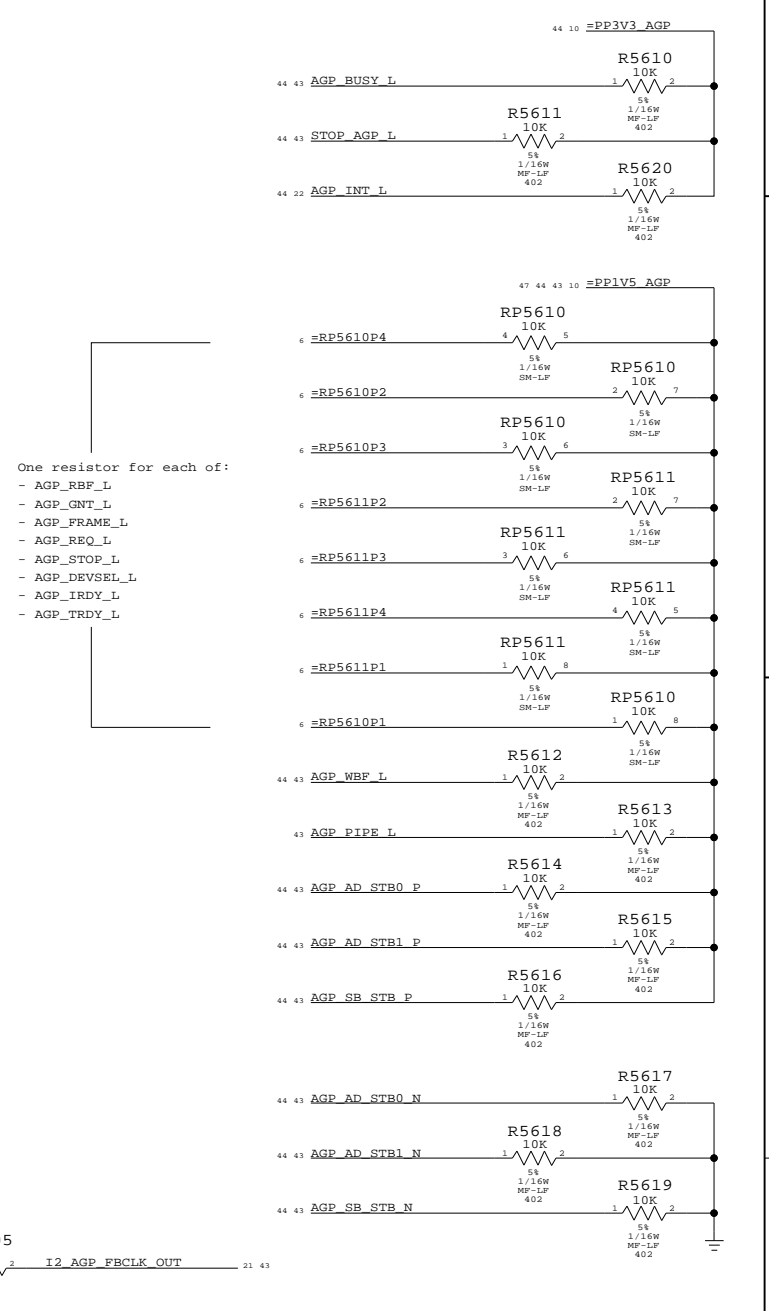 44 10 =PP3V3_AGP
R5610
10K
44 43 AGP_BUSY_L 1 2
5%
1/16W
MF-LF
402
R5611
10K
44 43 STOP_AGP_L 1 2
5%
1/16W
MF-LF
402
R5620
10K
44 22 AGP_INT_L 1 2
5%
1/16W
MF-LF
402
47 44 43 10 =PP1V5_AGP
RP5610
10K
6 =RP5610P4 4 5
5%
1/16W
SM-LF
RP5610
10K
6 =RP5610P2 2 7
5%
1/16W
SM-LF
RP5610
10K
6 =RP5610P3 3 6
5%
1/16W
SM-LF
One resistor for each of:
- AGP_RBF_L
- AGP_GNT_L
- AGP_FRAME_L
- AGP_REQ_L
- AGP_STOP_L
- AGP_DEVSEL_L
- AGP_IRDY_L
- AGP_TRDY_L
RP5611
10K
6 =RP5611P2 2 7
5%
1/16W
SM-LF
RP5611
10K
6 =RP5611P3 3 6
5%
1/16W
SM-LF
RP5611
10K
6 =RP5611P4 4 5
5%
1/16W
SM-LF
RP5611
10K
6 =RP5611P1 1 8
5%
1/16W
SM-LF
RP5610
10K
6 =RP5610P1 1 8
5%
1/16W
SM-LF
R5612
10K
44 43 AGP_WBF_L 1 2
5%
1/16W
MF-LF
402
R5613
10K
43 AGP_PIPE_L 1 2
5%
1/16W
MF-LF
402
R5614
10K
44 43 AGP_AD_STB0_P 1 2
5%
1/16W
MF-LF
402
R5615
10K
44 43 AGP_AD_STB1_P 1 2
5%
1/16W
MF-LF
402
R5616
10K
44 43 AGP_SB_STB_P 1 2
5%
1/16W
MF-LF
402
R5617
10K
44 43 AGP_AD_STB0_N 1 2
5%
1/16W
MF-LF
402
R5618
10K
44 43 AGP_AD_STB1_N 1 2
5%
1/16W
MF-LF
402
R5619
10K
44 43 AGP_SB_STB_N 1 2
5%
1/16W
MF-LF
402
5
2 I2_AGP_FBCLK_OUT 21 43